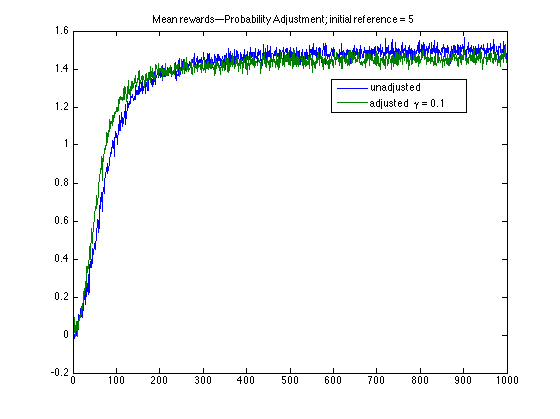 Mean rewards—Probability Adjustment; initial reference = 5
1.6
1.4
1.2
1
0.8
0.6
0.4
0.2
0
-0.2
unadjusted
adjusted γ = 0.1
0 100 200 300 400 500 600 700 800 900 1000